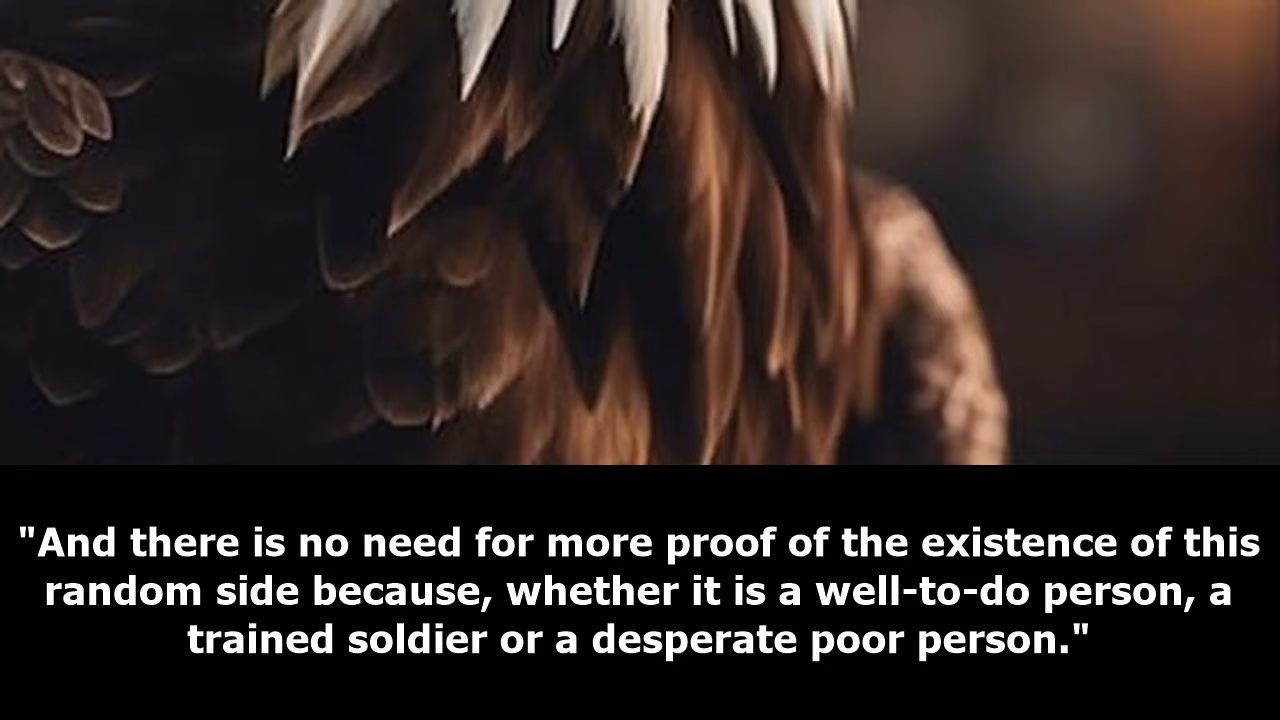 "And there is no need for more proof of the existence of this
random side because, whether it is a well-to-do person, a
trained soldier or a desperate poor person."